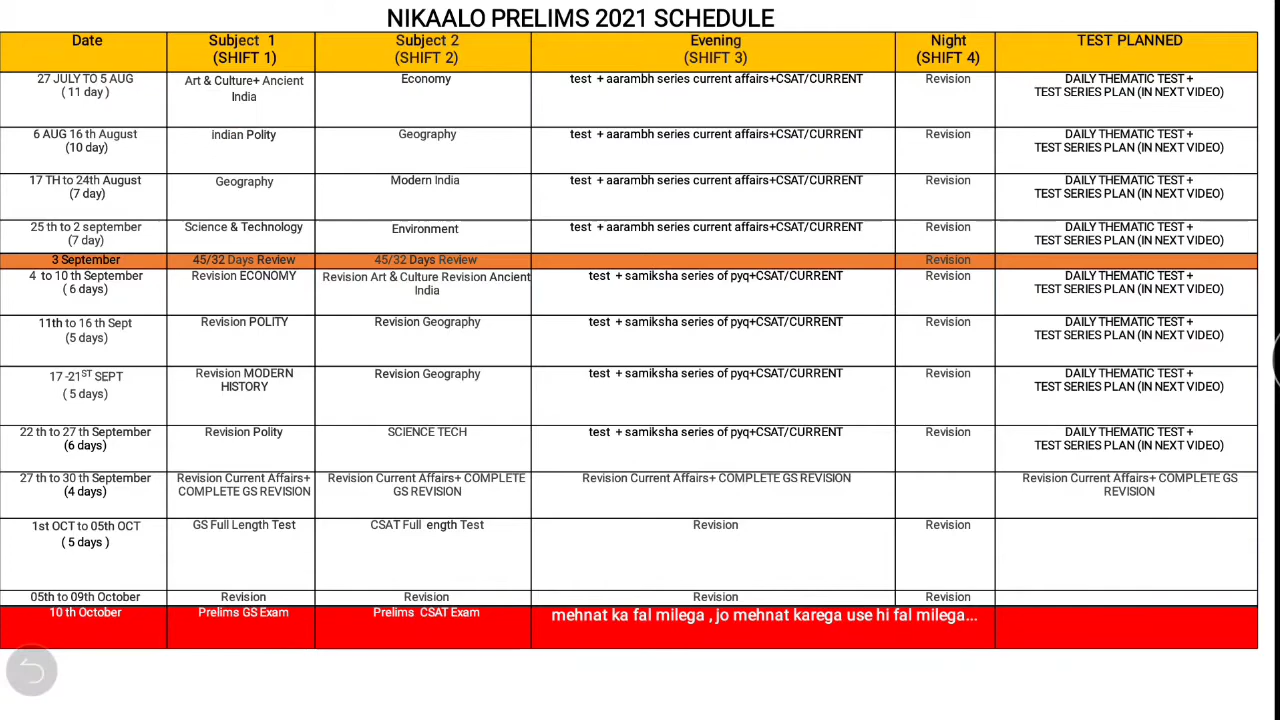 NIKAALO PRELIMS 2021 SCHEDULE
Date
Subject 1
(SHIFT 1)
Subject 2
(SHIFT 2)
Evening
(SHIFT 3)
Night
(SHIFT 4)
TEST PLANNED
27 JULY TO 5 AUG
( 11 day )
Art & Culture+ Ancient
India
Economy
test + aarambh series current affairs+CSAT/CURRENT
Revision
DAILY THEMATIC TEST +
TEST SERIES PLAN (IN NEXT VIDEO)
6 AUG 16 th August
(10 day)
indian Polity
Geography
test + aarambh series current affairs+CSAT/CURRENT
Revision
DAILY THEMATIC TEST +
TEST SERIES PLAN (IN NEXT VIDEO)
17 TH to 24th August
(7 day)
Geography
Modern India
test + aarambh series current affairs+CSAT/CURRENT
Revision
DAILY THEMATIC TEST +
TEST SERIES PLAN (IN NEXT VIDEO)
25 th to 2 september
(7 day)
Science & Technology
Environment
test + aarambh series current affairs+CSAT/CURRENT
Revision
DAILY THEMATIC TEST +
TEST SERIES PLAN (IN NEXT VIDEO)
3 September
45/32 Days Review
45/32 Days Review
Revision
4 to 10 th September
( 6 days)
Revision ECONOMY
Revision Art & Culture Revision Ancient
India
test + samiksha series of pyq+CSAT/CURRENT
Revision
DAILY THEMATIC TEST +
TEST SERIES PLAN (IN NEXT VIDEO)
11th to 16 th Sept
(5 days)
Revision POLITY
Revision Geography
test + samiksha series of pyq+CSAT/CURRENT
Revision
DAILY THEMATIC TEST +
TEST SERIES PLAN (IN NEXT VIDEO)
17 -21ST SEPT
( 5 days)
Revision MODERN
HISTORY
Revision Geography
test + samiksha series of pyq+CSAT/CURRENT
Revision
DAILY THEMATIC TEST +
TEST SERIES PLAN (IN NEXT VIDEO)
22 th to 27 th September
(6 days)
Revision Polity
SCIENCE TECH
test + samiksha series of pyq+CSAT/CURRENT
Revision
DAILY THEMATIC TEST +
TEST SERIES PLAN (IN NEXT VIDEO)
27 th to 30 th September
(4 days)
Revision Current Affairs+
COMPLETE GS REVISION
Revision Current Affairs+ COMPLETE
GS REVISION
Revision Current Affairs+ COMPLETE GS REVISION
Revision Current Affairs+ COMPLETE GS
REVISION
1st OCT to 05th OCT
( 5 days )
GS Full Length Test
CSAT Full ength Test
Revision
Revision
05th to 09th October
Revision
Revision
Revision
Revision
10 th October
Prelims GS Exam
Prelims CSAT Exam
mehnat ka fal milega , jo mehnat karega use hi fal milega...